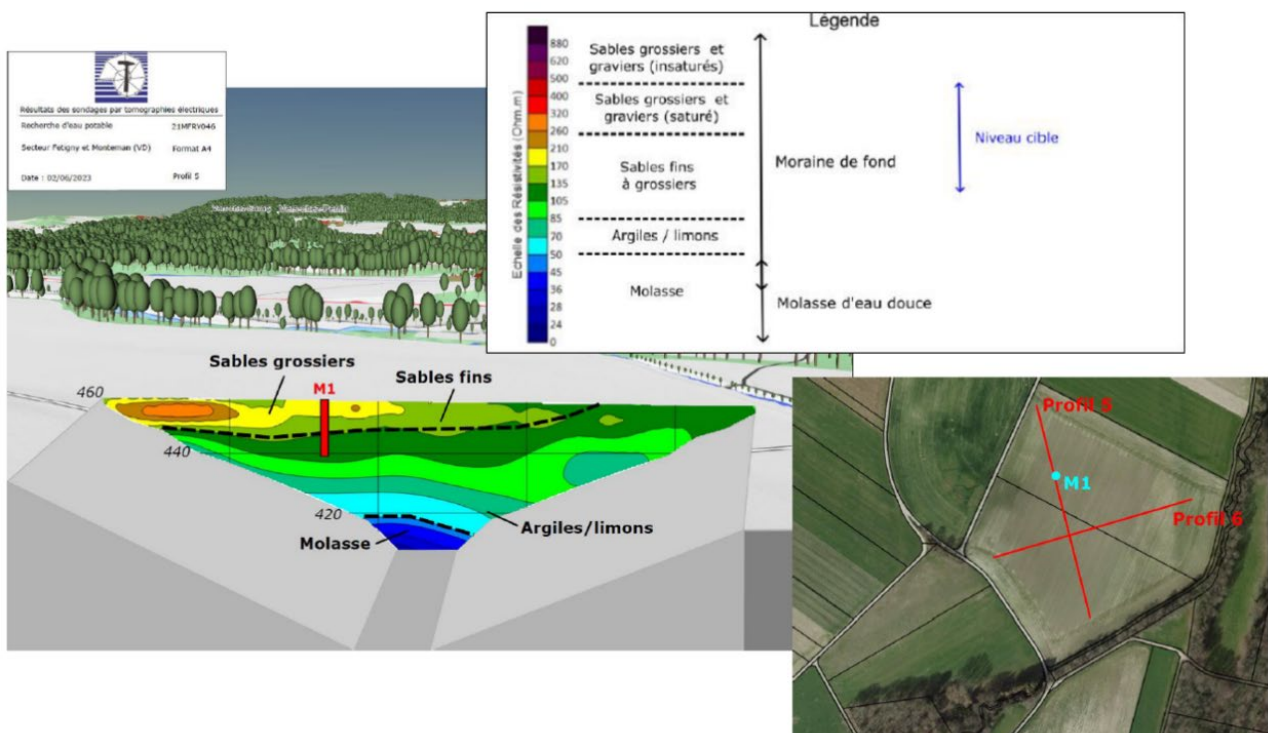 Résultats des sondages par tomographies électriques
Recherche d'eau potable 21MFRV046
Secteur Fetigny et Montenan (VD) Format A4
Date : 02/06/2023 Profil 5
Légende
Echelle des Résistivités (Ohm.m)
880
620
500
400
320
260
210
170
135
105
85
70
50
45
36
28
24
0
Sables grossiers et
graviers (insaturés)
Sables grossiers et
graviers (saturé)
Sables fins
à grossiers
Argiles / limons
Molasse
Moraine de fond
Molasse d'eau douce
Niveau cible
Sables grossiers
M1
Sables fins
460
440
420
Argiles/limons
Molasse
Profil 5
M1
Profil 6